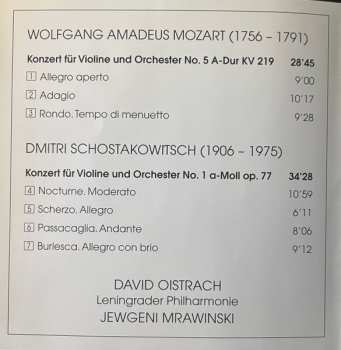 WOLFGANG AMADEUS MOZART (1756 – 1791)
Konzert für Violine und Orchester No. 5 A-Dur KV 219 28'45
1 Allegro aperto 9'00
2 Adagio 10'17
3 Rondo. Tempo di menuetto 9'28
DMITRI SCHOSTAKOWITSCH (1906 – 1975)
Konzert für Violine und Orchester No. 1 a-Moll op. 77 34'28
4 Nocturne. Moderato 10'59
5 Scherzo. Allegro 6'11
6 Passacaglia. Andante 8'06
7 Burlesca. Allegro con brio 9'12
DAVID OISTRACH
Leningrader Philharmonie
JEWGENI MRAWINSKI